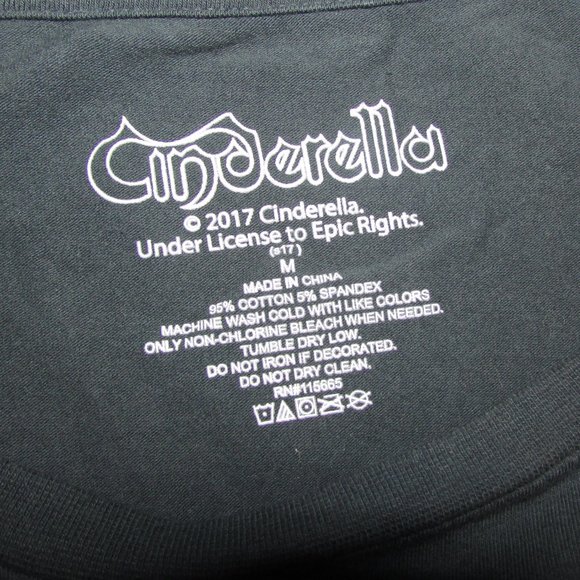 Cinderella
© 2017 Cinderella.
Under License to Epic Rights.
(s17)
M
MADE IN CHINA
95% COTTON 5% SPANDEX
MACHINE WASH COLD WITH LIKE COLORS
ONLY NON-CHLORINE BLEACH WHEN NEEDED.
TUMBLE DRY LOW.
DO NOT IRON IF DECORATED.
DO NOT DRY CLEAN.
RN#115665